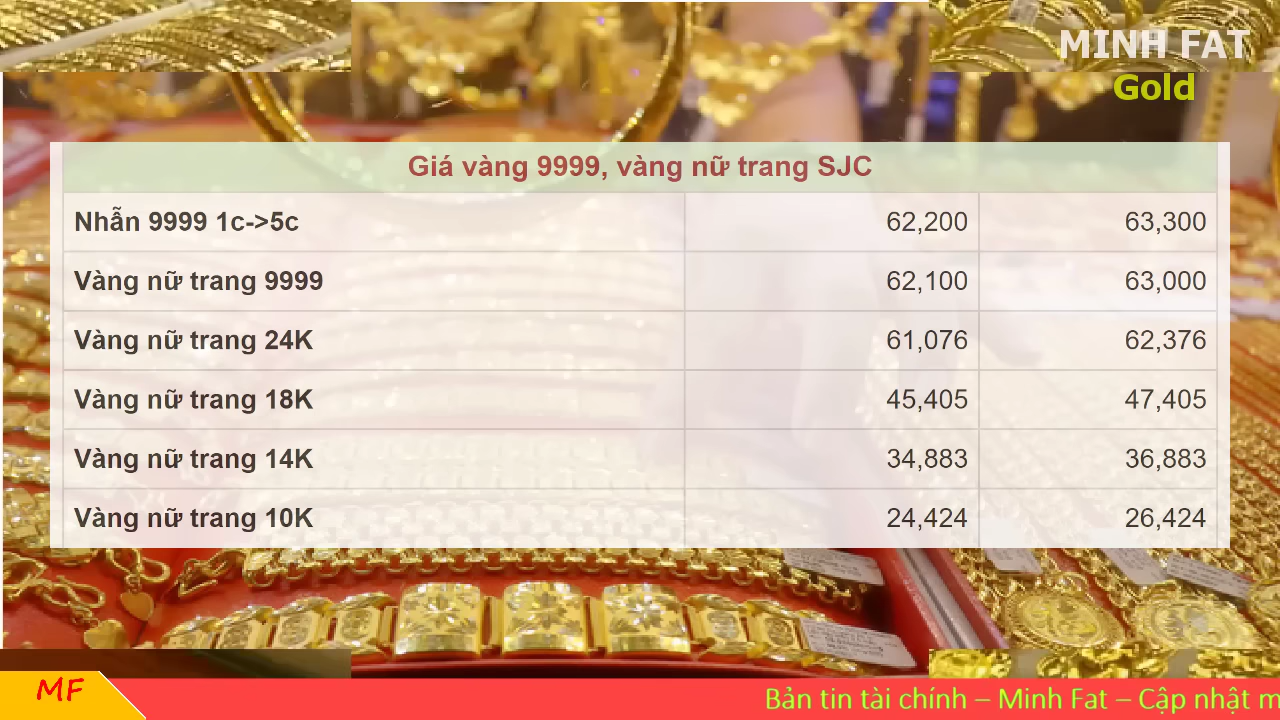 MINH FAT
Gold
Giá vàng 9999, vàng nữ trang SJC
Nhẫn 9999 1c->5c 62,200 63,300
Vàng nữ trang 9999 62,100 63,000
Vàng nữ trang 24K 61,076 62,376
Vàng nữ trang 18K 45,405 47,405
Vàng nữ trang 14K 34,883 36,883
Vàng nữ trang 10K 24,424 26,424
MF
Bản tin tài chính – Minh Fat – Cập nhật m